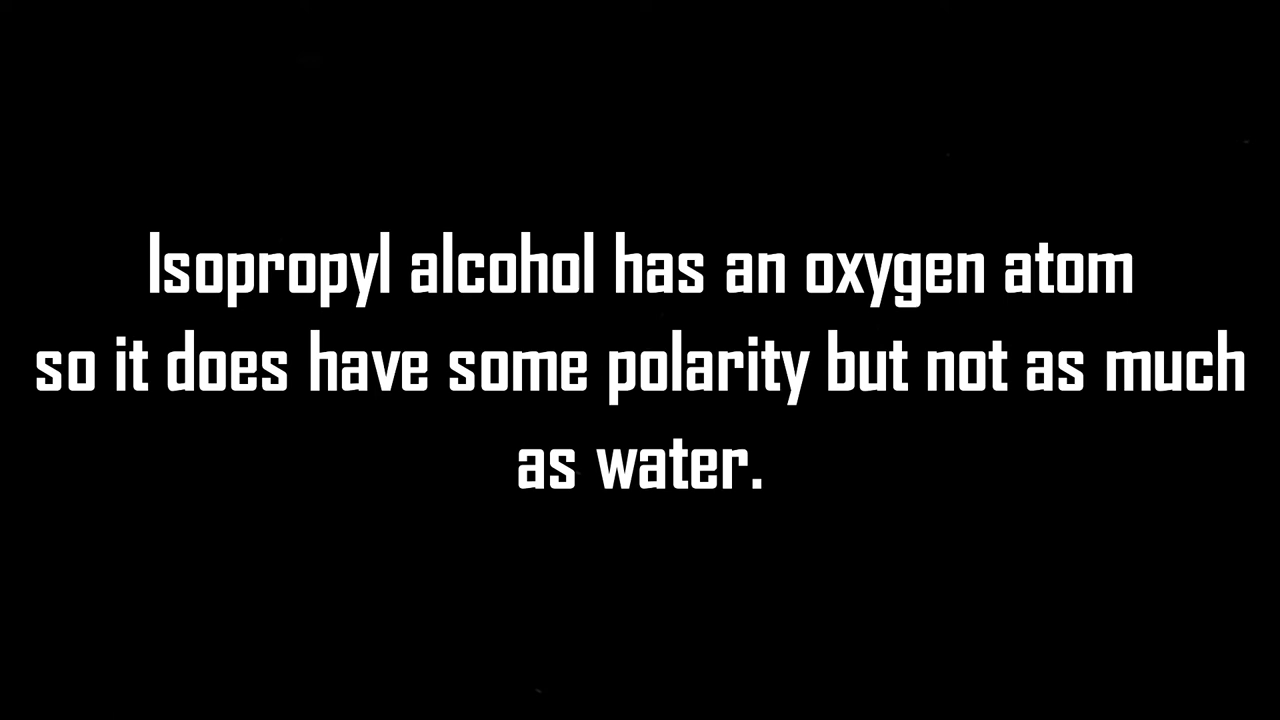 Isopropyl alcohol has an oxygen atom
so it does have some polarity but not as much
as water.